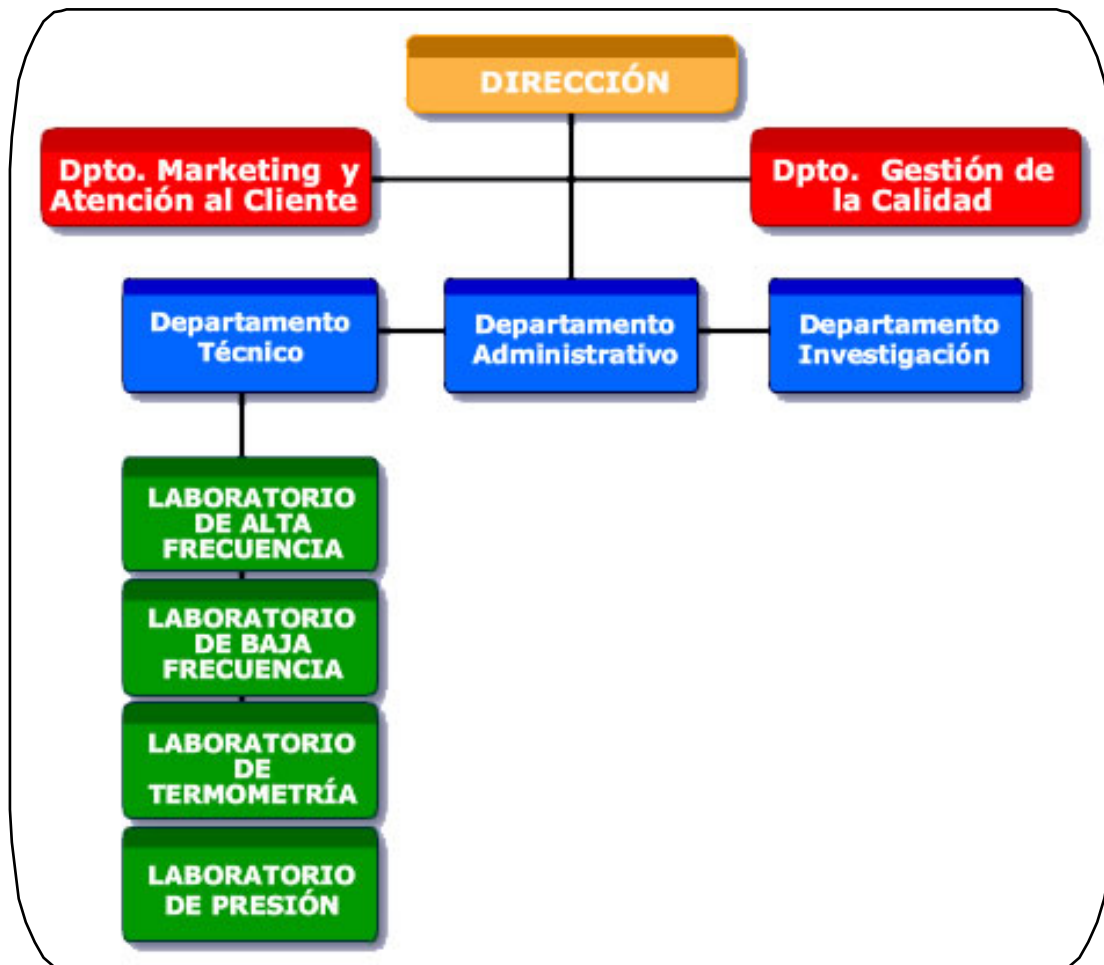 DIRECCIÓN
Dpto. Marketing y
Atención al Cliente
Dpto. Gestión de
la Calidad
Departamento
Técnico
Departamento
Administrativo
Departamento
Investigación
LABORATORIO
DE ALTA
FRECUENCIA
LABORATORIO
DE BAJA
FRECUENCIA
LABORATORIO
DE
TERMOMETRÍA
LABORATORIO
DE PRESIÓN